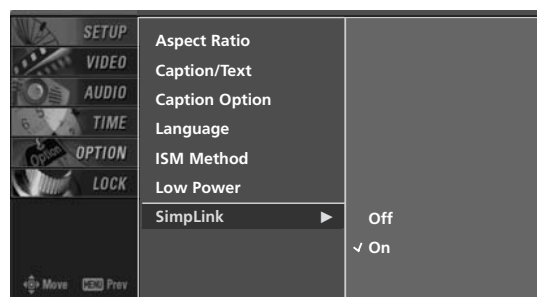 SETUP
VIDEO
AUDIO
TIME
OPTION
LOCK
Move MENU Prev
Aspect Ratio
Caption/Text
Caption Option
Language
ISM Method
Low Power
SimpLink ▶
Off
✓ On